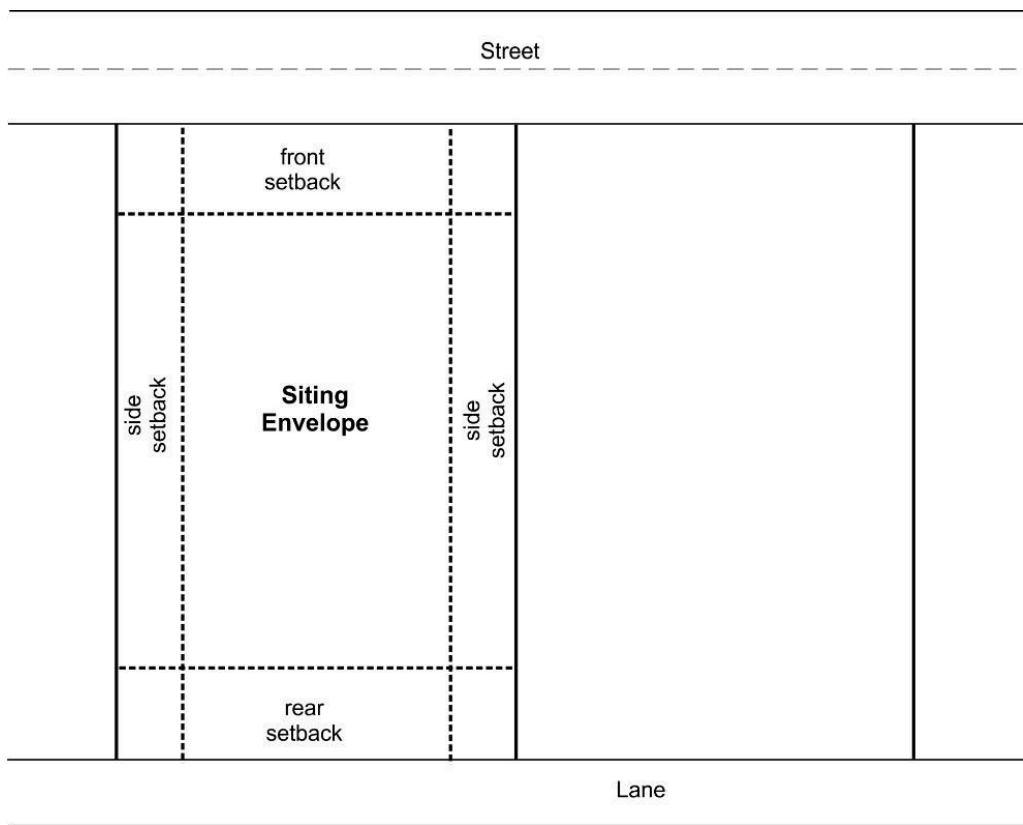 Street
front
setback
side
setback
Siting
Envelope
side
setback
rear
setback
Lane